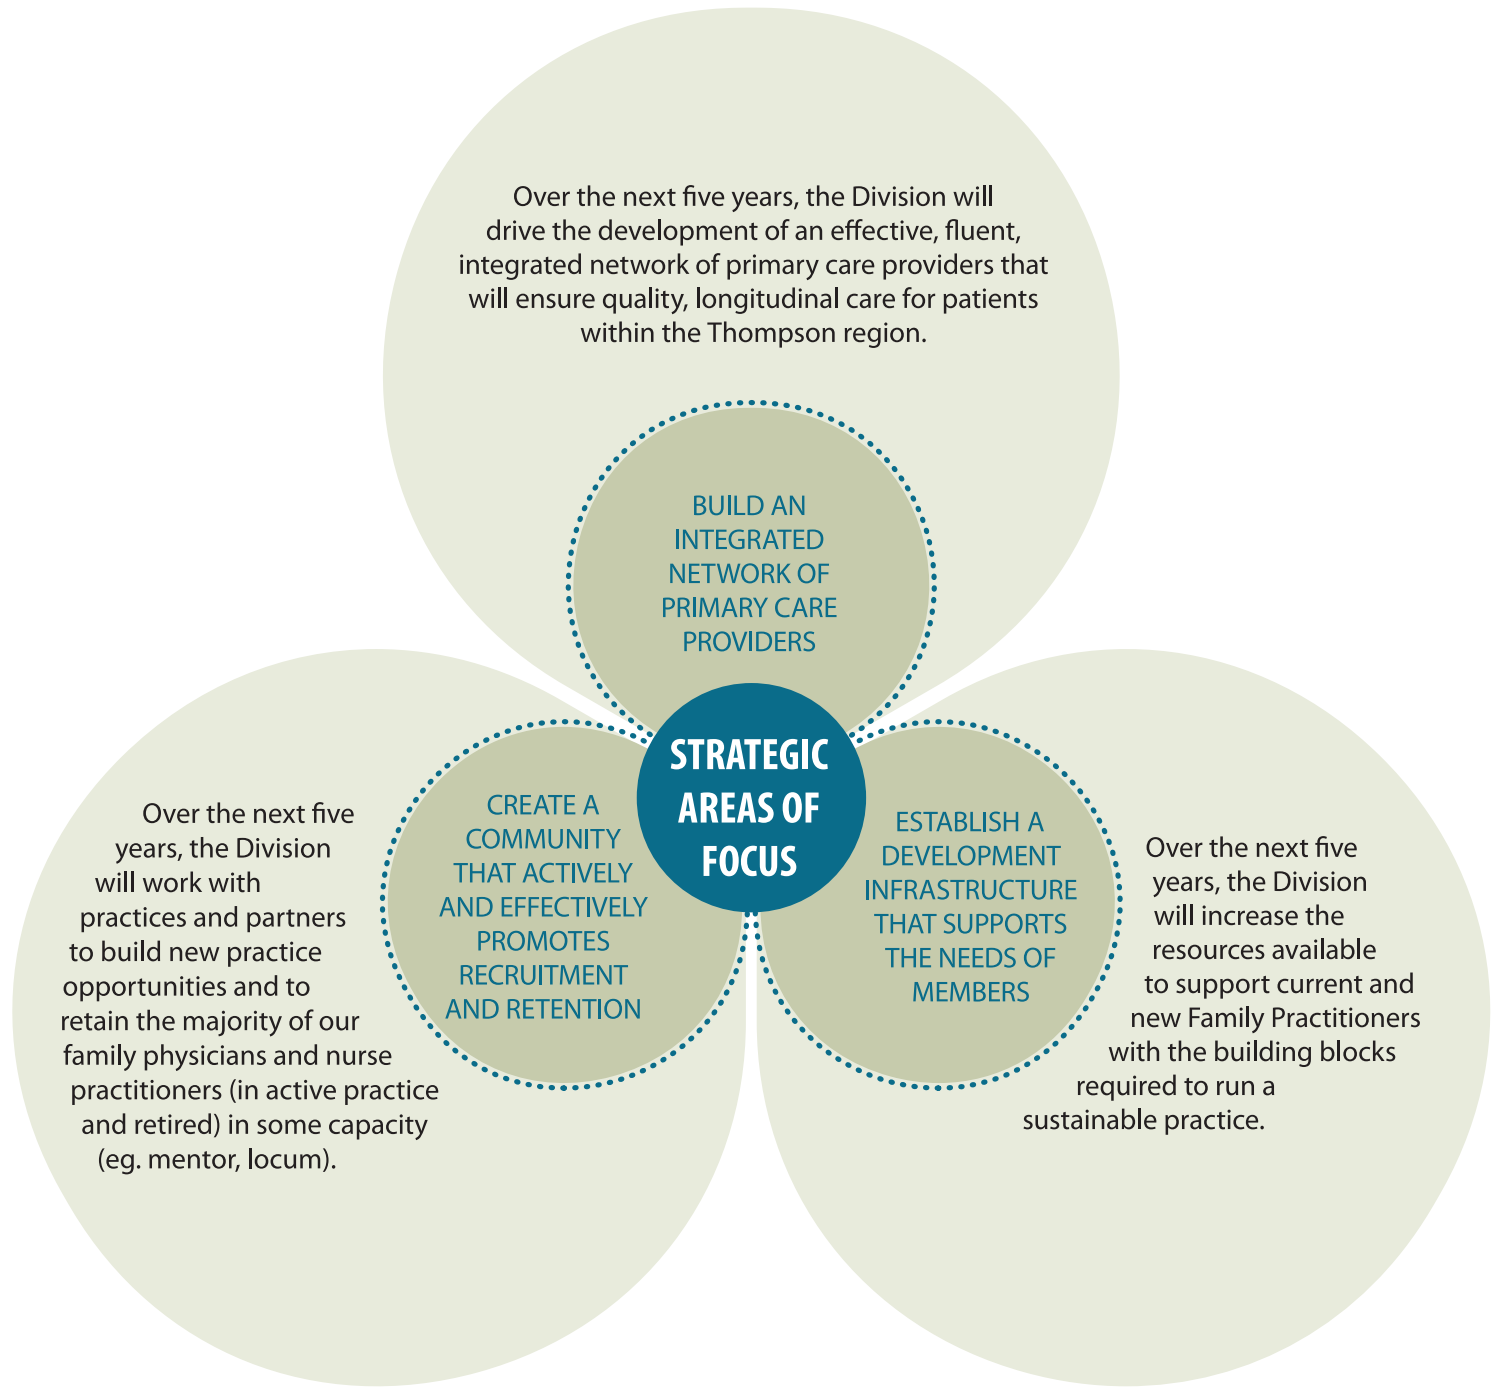 Over the next five years, the Division will
drive the development of an effective, fluent,
integrated network of primary care providers that
will ensure quality, longitudinal care for patients
within the Thompson region.
BUILD AN
INTEGRATED
NETWORK OF
PRIMARY CARE
PROVIDERS
STRATEGIC
AREAS OF
FOCUS
Over the next five
years, the Division
will work with
practices and partners
to build new practice
opportunities and to
retain the majority of our
family physicians and nurse
practitioners (in active practice
and retired) in some capacity
(eg. mentor, locum).
CREATE A
COMMUNITY
THAT ACTIVELY
AND EFFECTIVELY
PROMOTES
RECRUITMENT
AND RETENTION
ESTABLISH A
DEVELOPMENT
INFRASTRUCTURE
THAT SUPPORTS
THE NEEDS OF
MEMBERS
Over the next five
years, the Division
will increase the
resources available
to support current and
new Family Practitioners
with the building blocks
required to run a
sustainable practice.